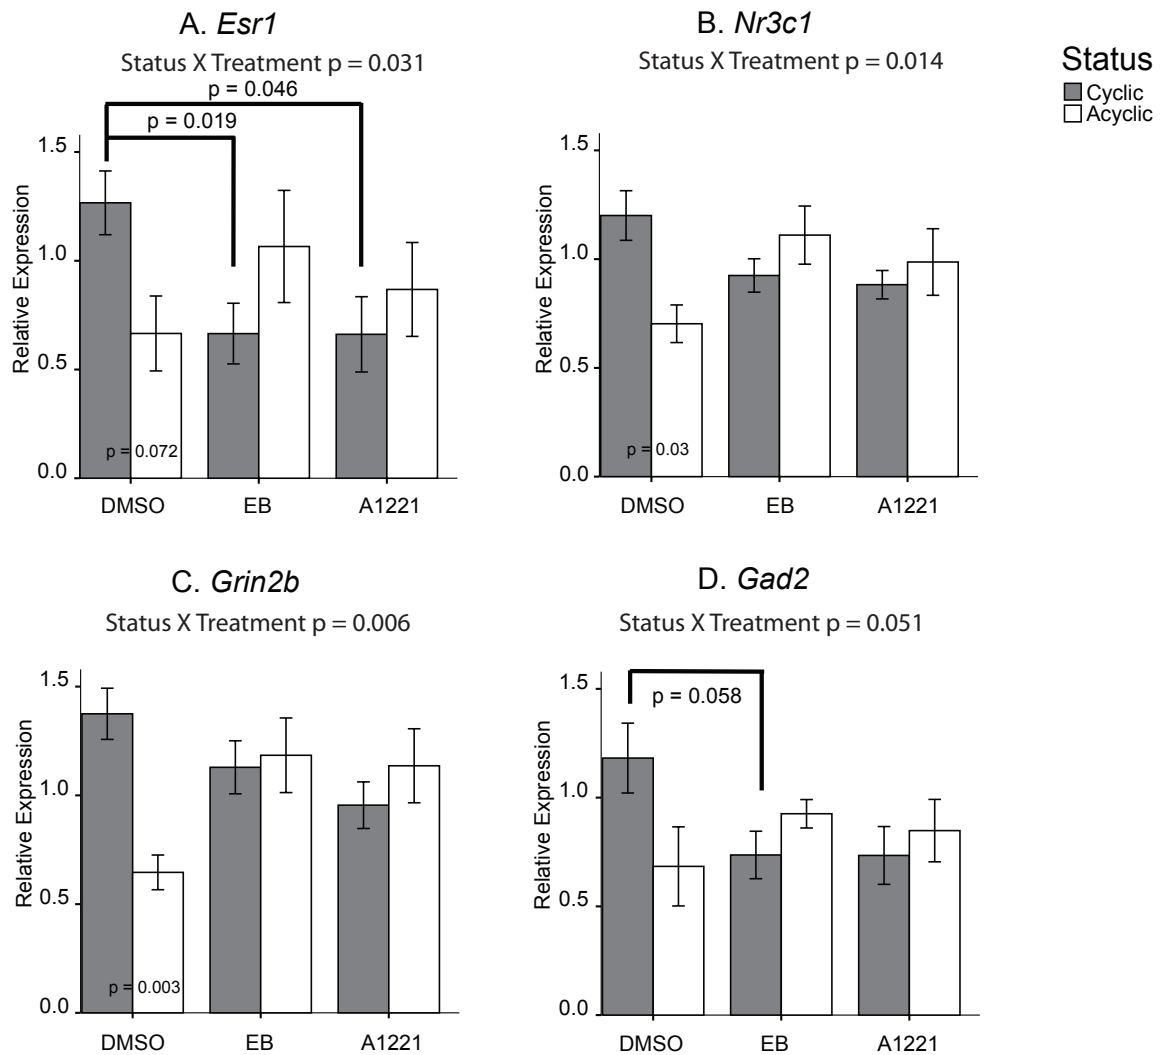 A. Esr1
Status X Treatment p = 0.031
p = 0.046
p = 0.019
Relative Expression
1.5
1.0
0.5
0.0
p = 0.072
DMSO
EB
A1221
B. Nr3c1
Status X Treatment p = 0.014
Relative Expression
1.5
1.0
0.5
0.0
p = 0.03
DMSO
EB
A1221
Status
Cyclic
Acyclic
C. Grin2b
Status X Treatment p = 0.006
Relative Expression
1.5
1.0
0.5
0.0
p = 0.003
DMSO
EB
A1221
D. Gad2
Status X Treatment p = 0.051
p = 0.058
Relative Expression
1.5
1.0
0.5
0.0
DMSO
EB
A1221